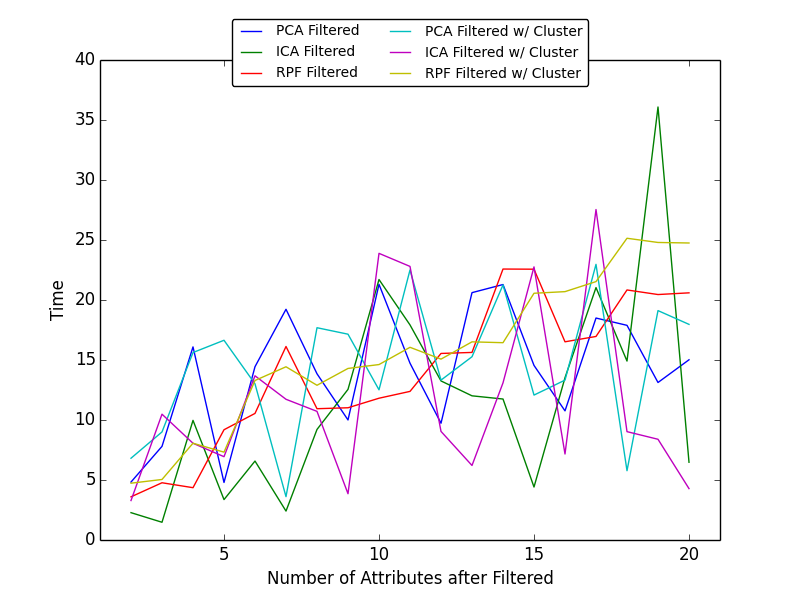 PCA Filtered
ICA Filtered
RPF Filtered
PCA Filtered w/ Cluster
ICA Filtered w/ Cluster
RPF Filtered w/ Cluster
40
35
30
25
20
15
10
5
0
Time
5 10 15 20
Number of Attributes after Filtered